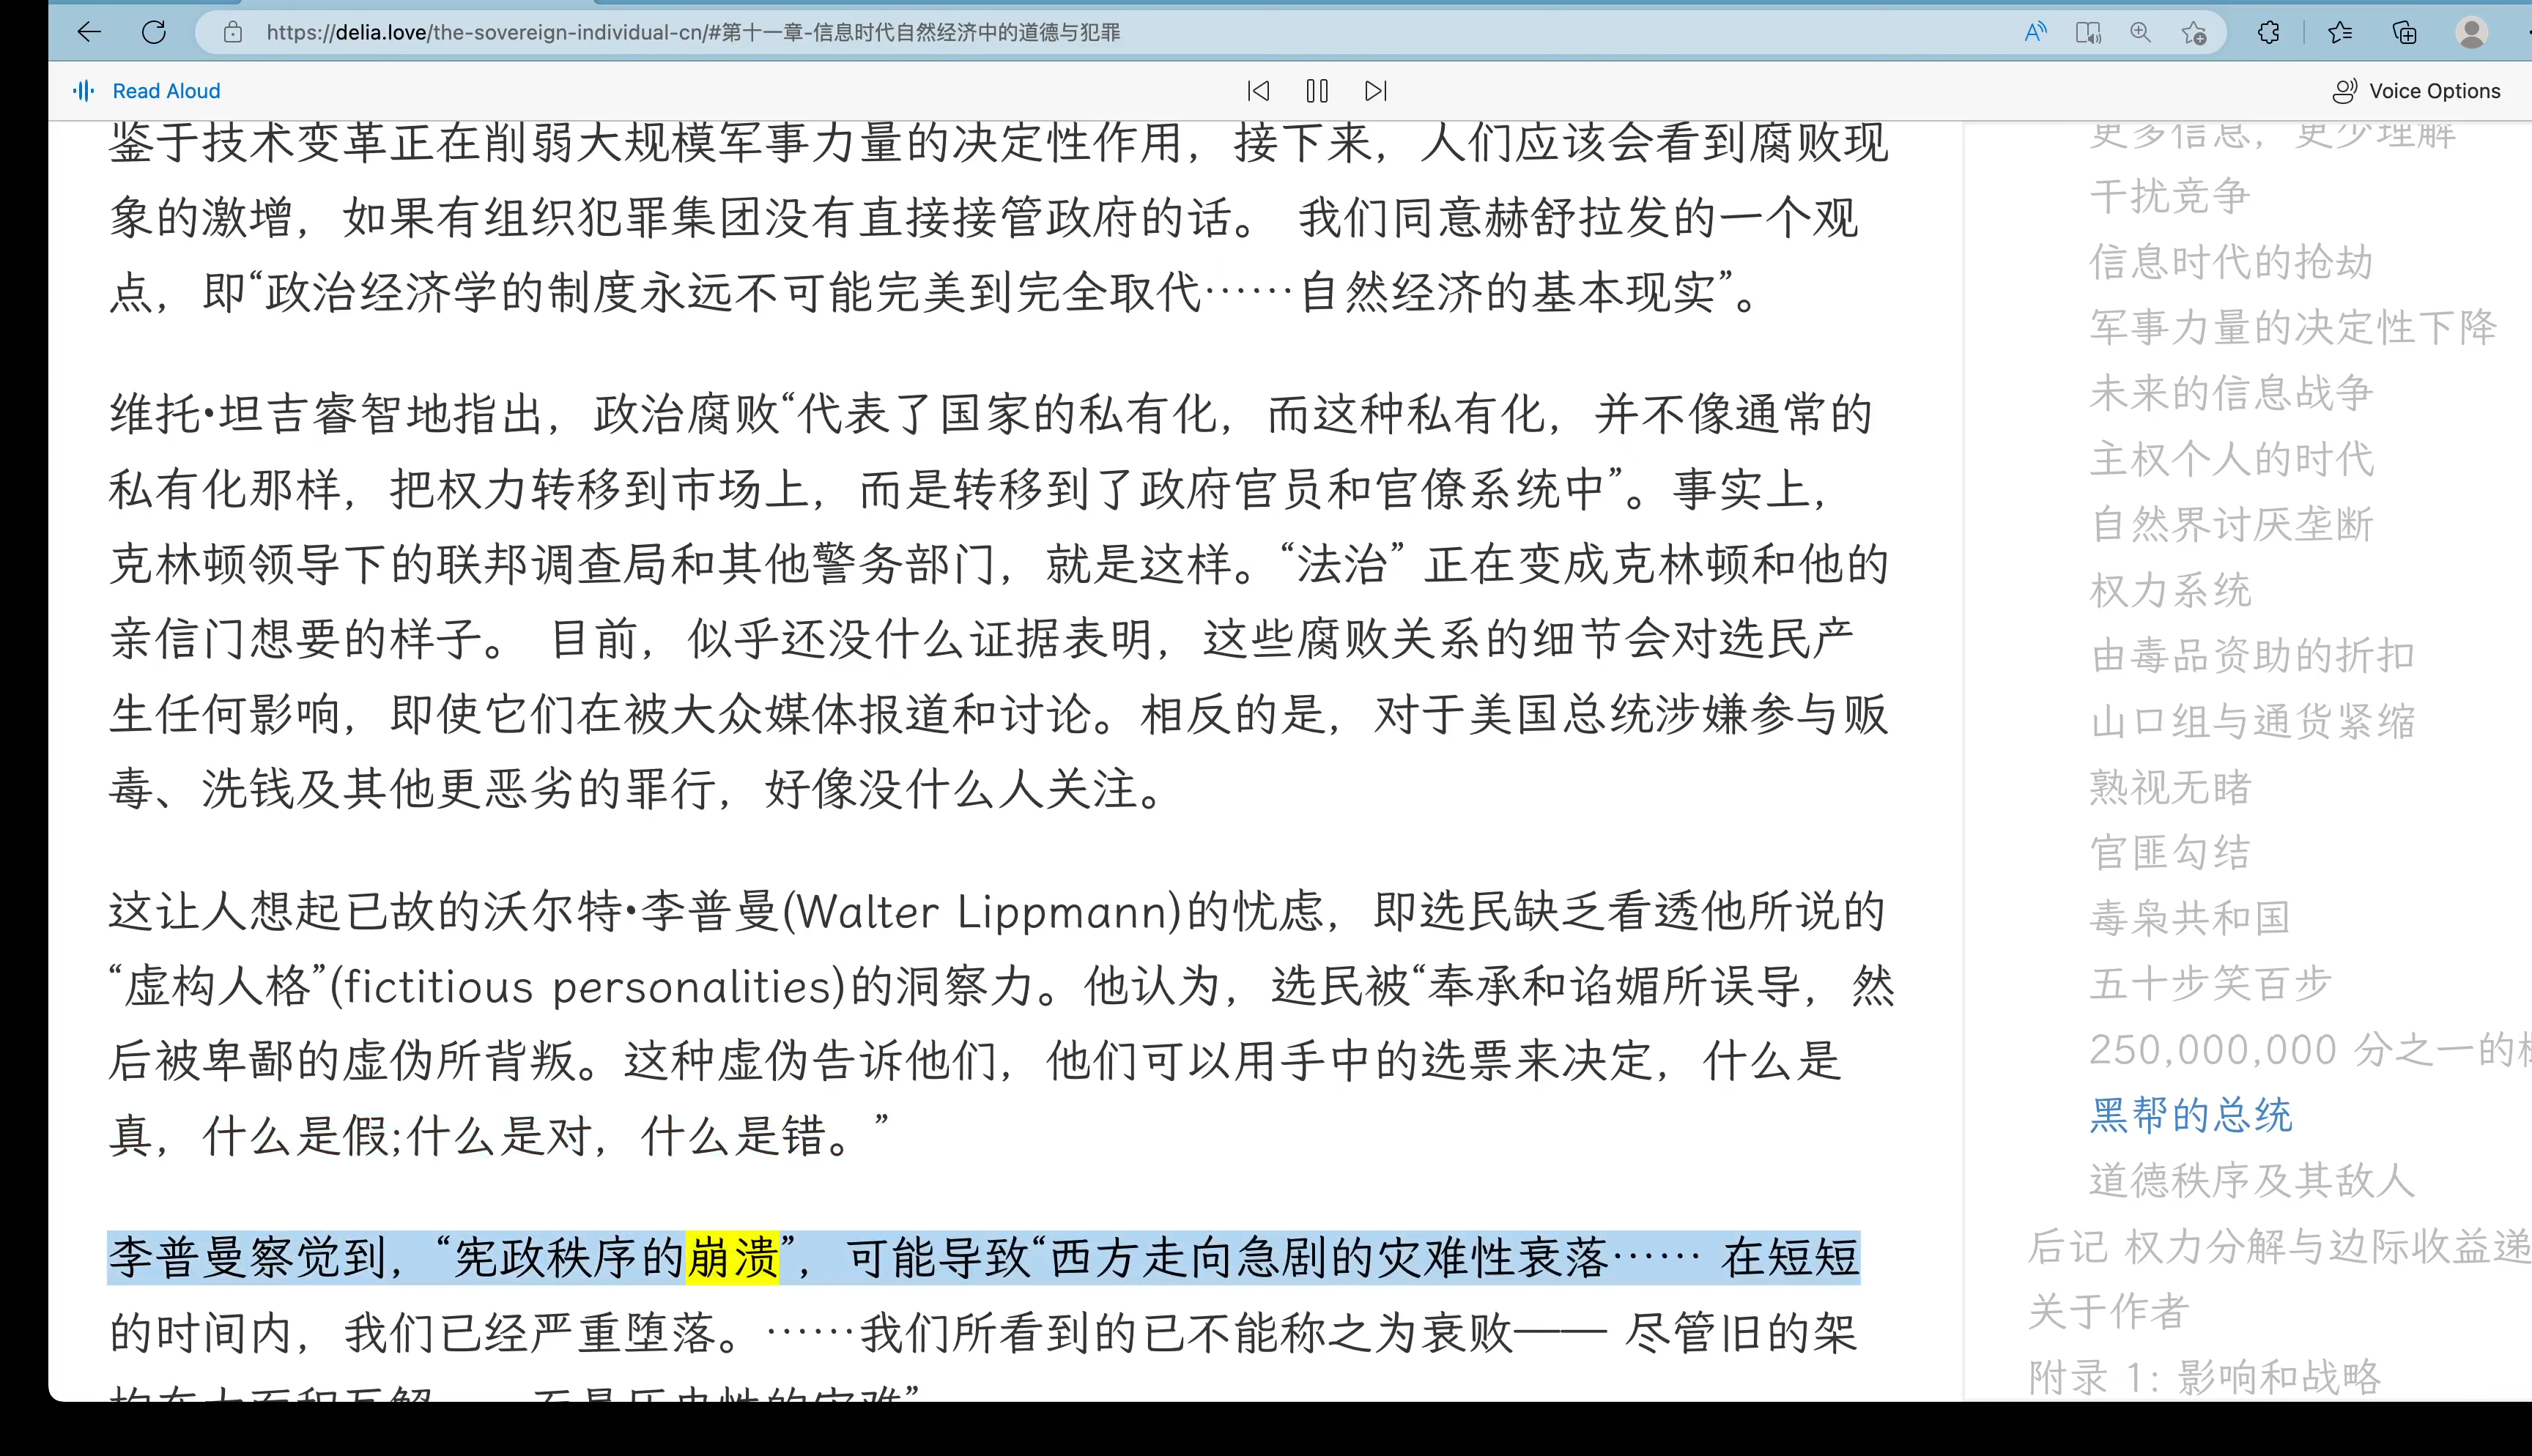 https://delia.love/the-sovereign-individual-cn/#第十一章-信息时代自然经济中的道德与犯罪
Read Aloud
Voice Options
鉴于技术变革正在削弱大规模军事力量的决定性作用，接下来，人们应该会看到腐败现
象的激增，如果有组织犯罪集团没有直接接管政府的话。 我们同意赫舒拉发的一个观
点，即“政治经济学的制度永远不可能完美到完全取代……自然经济的基本现实”。
维托•坦吉睿智地指出，政治腐败“代表了国家的私有化，而这种私有化，并不像通常的
私有化那样，把权力转移到市场上，而是转移到了政府官员和官僚系统中”。事实上，
克林顿领导下的联邦调查局和其他警务部门，就是这样。“法治” 正在变成克林顿和他的
亲信门想要的样子。 目前，似乎还没什么证据表明，这些腐败关系的细节会对选民产
生任何影响，即使它们在被大众媒体报道和讨论。相反的是，对于美国总统涉嫌参与贩
毒、洗钱及其他更恶劣的罪行，好像没什么人关注。
这让人想起已故的沃尔特•李普曼(Walter Lippmann)的忧虑，即选民缺乏看透他所说的
“虚构人格”(fictitious personalities)的洞察力。他认为，选民被“奉承和谄媚所误导，然
后被卑鄙的虚伪所背叛。这种虚伪告诉他们，他们可以用手中的选票来决定，什么是
真，什么是假;什么是对，什么是错。”
李普曼察觉到，“宪政秩序的崩溃”，可能导致“西方走向急剧的灾难性衰落…… 在短短
的时间内，我们已经严重堕落。……我们所看到的已不能称之为衰败—— 尽管旧的架
更多信息，更少理解
干扰竞争
信息时代的抢劫
军事力量的决定性下降
未来的信息战争
主权个人的时代
自然界讨厌垄断
权力系统
由毒品资助的折扣
山口组与通货紧缩
熟视无睹
官匪勾结
毒枭共和国
五十步笑百步
250,000,000 分之一的
黑帮的总统
道德秩序及其敌人
后记 权力分解与边际收益递
关于作者
附录 1: 影响和战略